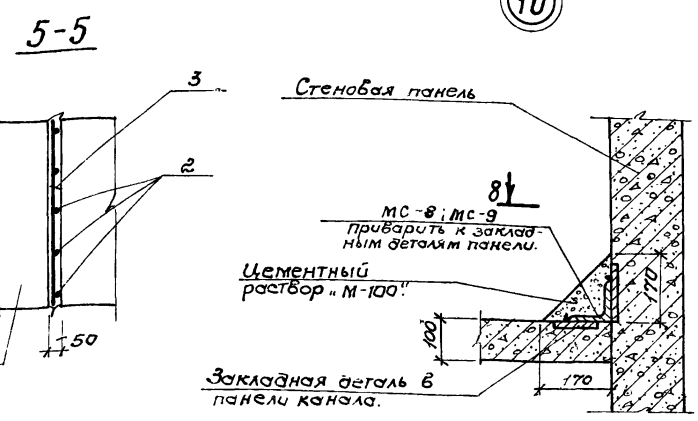 5-5
10
3
Стеновая панель
2
8
МС-8; МС-9
Приварить к заклад-
ным деталям панели.
Цементный
раствор „М-100".
170
100
50
Закладная деталь в
панели канала.
170